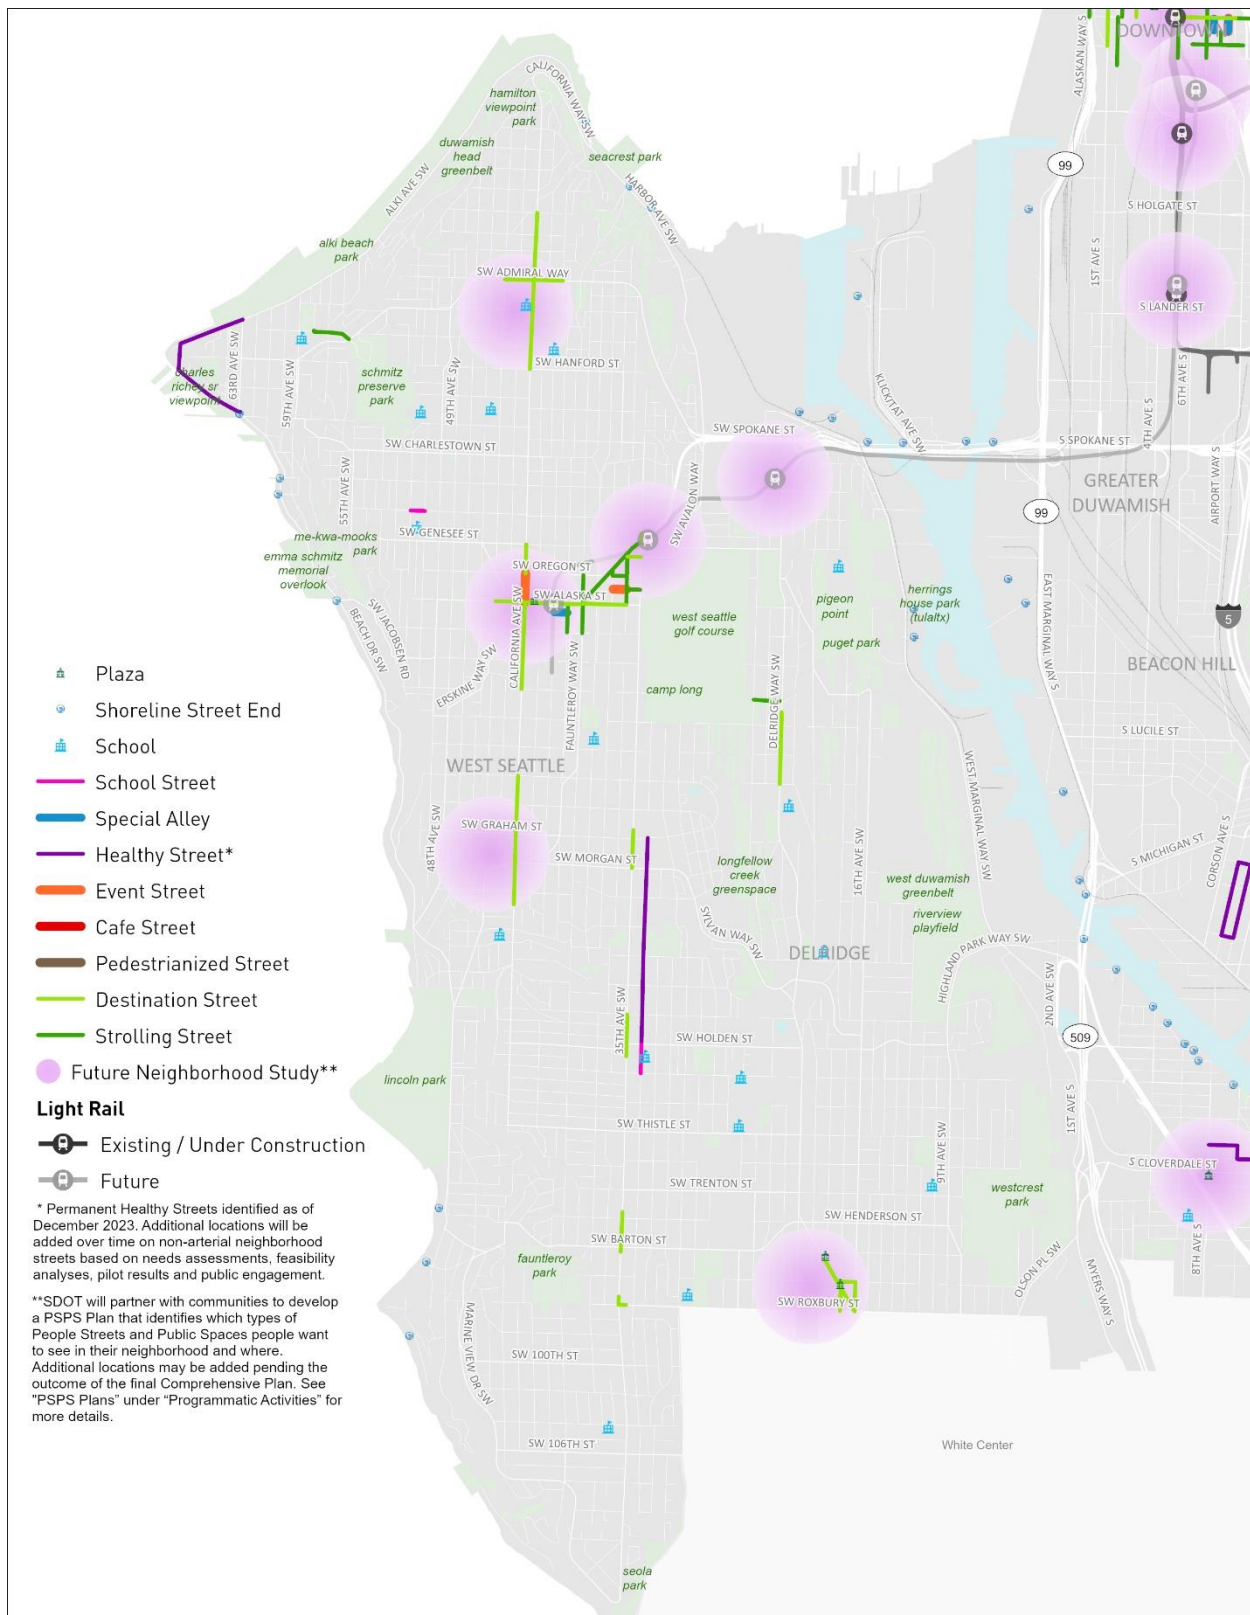 DOWNTOWN
ALASKAN WAY S
CALIFORNIA WAY SW
hamilton
viewpoint
park
duwamish
head
greenbelt
seacrest park
99
ALKI AVE SW
HARBOR AVE SW
S HOLGATE ST
1ST AVE S
alki beach
park
SW ADMIRAL WAY
S LANDER ST
63RD AVE SW
59TH AVE SW
SW HANFORD ST
charles
richey sr
viewpoint
schmitz
preserve
park
49TH AVE SW
KLICKITAT AVE SW
6TH AVE S
4TH AVE S
SW SPOKANE ST
S SPOKANE ST
SW CHARLESTOWN ST
55TH AVE SW
SW AVALON WAY
GREATER
DUWAMISH
AIRPORT WAY S
99
me-kwa-mooks
park
SW GENESEE ST
emma schmitz
memorial
overlook
SW OREGON ST
SW ALASKA ST
EAST MARGINAL WAY S
pigeon
point
herrings
house park
(tulaltx)
5
SW JACOBSEN RD
BEACH DR SW
CALIFORNIA AVE SW
west seattle
golf course
puget park
BEACON HILL
ERSKINE WAY SW
FAUNTLEROY WAY SW
camp long
DELRIDGE WAY SW
S LUCILE ST
WEST SEATTLE
WEST MARGINAL WAY SW
48TH AVE SW
SW GRAHAM ST
SW MORGAN ST
longfellow
creek
greenspace
16TH AVE SW
S MICHIGAN ST
CORSON AVE S
west duwamish
greenbelt
riverview
playfield
SYLVAN WAY SW
DELRIDGE
HIGHLAND PARK WAY SW
2ND AVE SW
35TH AVE SW
SW HOLDEN ST
509
lincoln park
SW THISTLE ST
1ST AVE S
9TH AVE SW
S CLOVERDALE ST
SW TRENTON ST
westcrest
park
SW HENDERSON ST
SW BARTON ST
fauntleroy
park
OLSON PL SW
MYERS WAY S
8TH AVE S
SW ROXBURY ST
MARINE VIEW DR SW
SW 100TH ST
SW 106TH ST
White Center
seola
park
Plaza
Shoreline Street End
School
School Street
Special Alley
Healthy Street*
Event Street
Cafe Street
Pedestrianized Street
Destination Street
Strolling Street
Future Neighborhood Study**
Light Rail
Existing / Under Construction
Future
* Permanent Healthy Streets identified as of
December 2023. Additional locations will be
added over time on non-arterial neighborhood
streets based on needs assessments, feasibility
analyses, pilot results and public engagement.
**SDOT will partner with communities to develop
a PSPS Plan that identifies which types of
People Streets and Public Spaces people want
to see in their neighborhood and where.
Additional locations may be added pending the
outcome of the final Comprehensive Plan. See
"PSPS Plans" under “Programmatic Activities” for
more details.